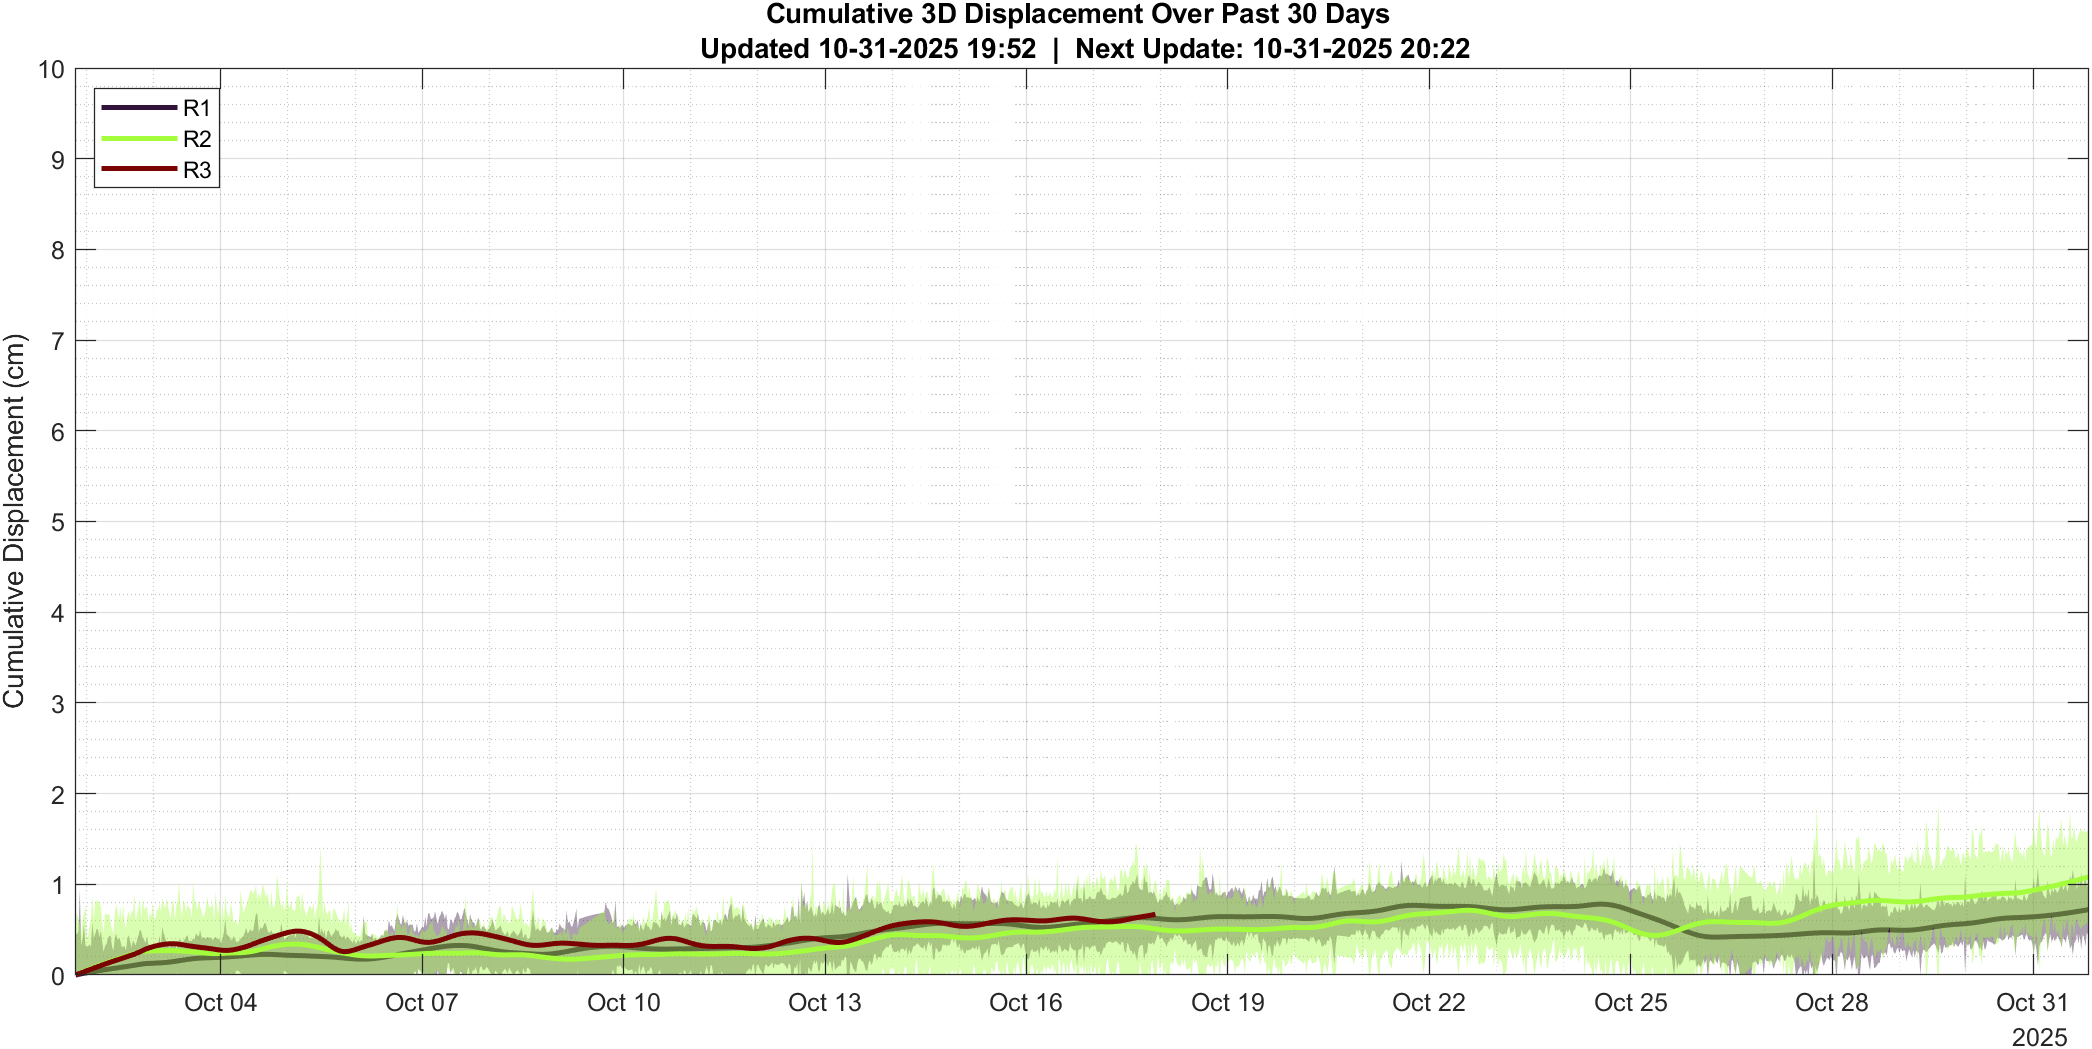 Cumulative 3D Displacement Over Past 30 Days
Updated 10-31-2025 19:52 | Next Update: 10-31-2025 20:22
R1
R2
R3
Cumulative Displacement (cm)
10
9
8
7
6
5
4
3
2
1
0
Oct 04 Oct 07 Oct 10 Oct 13 Oct 16 Oct 19 Oct 22 Oct 25 Oct 28 Oct 31
2025